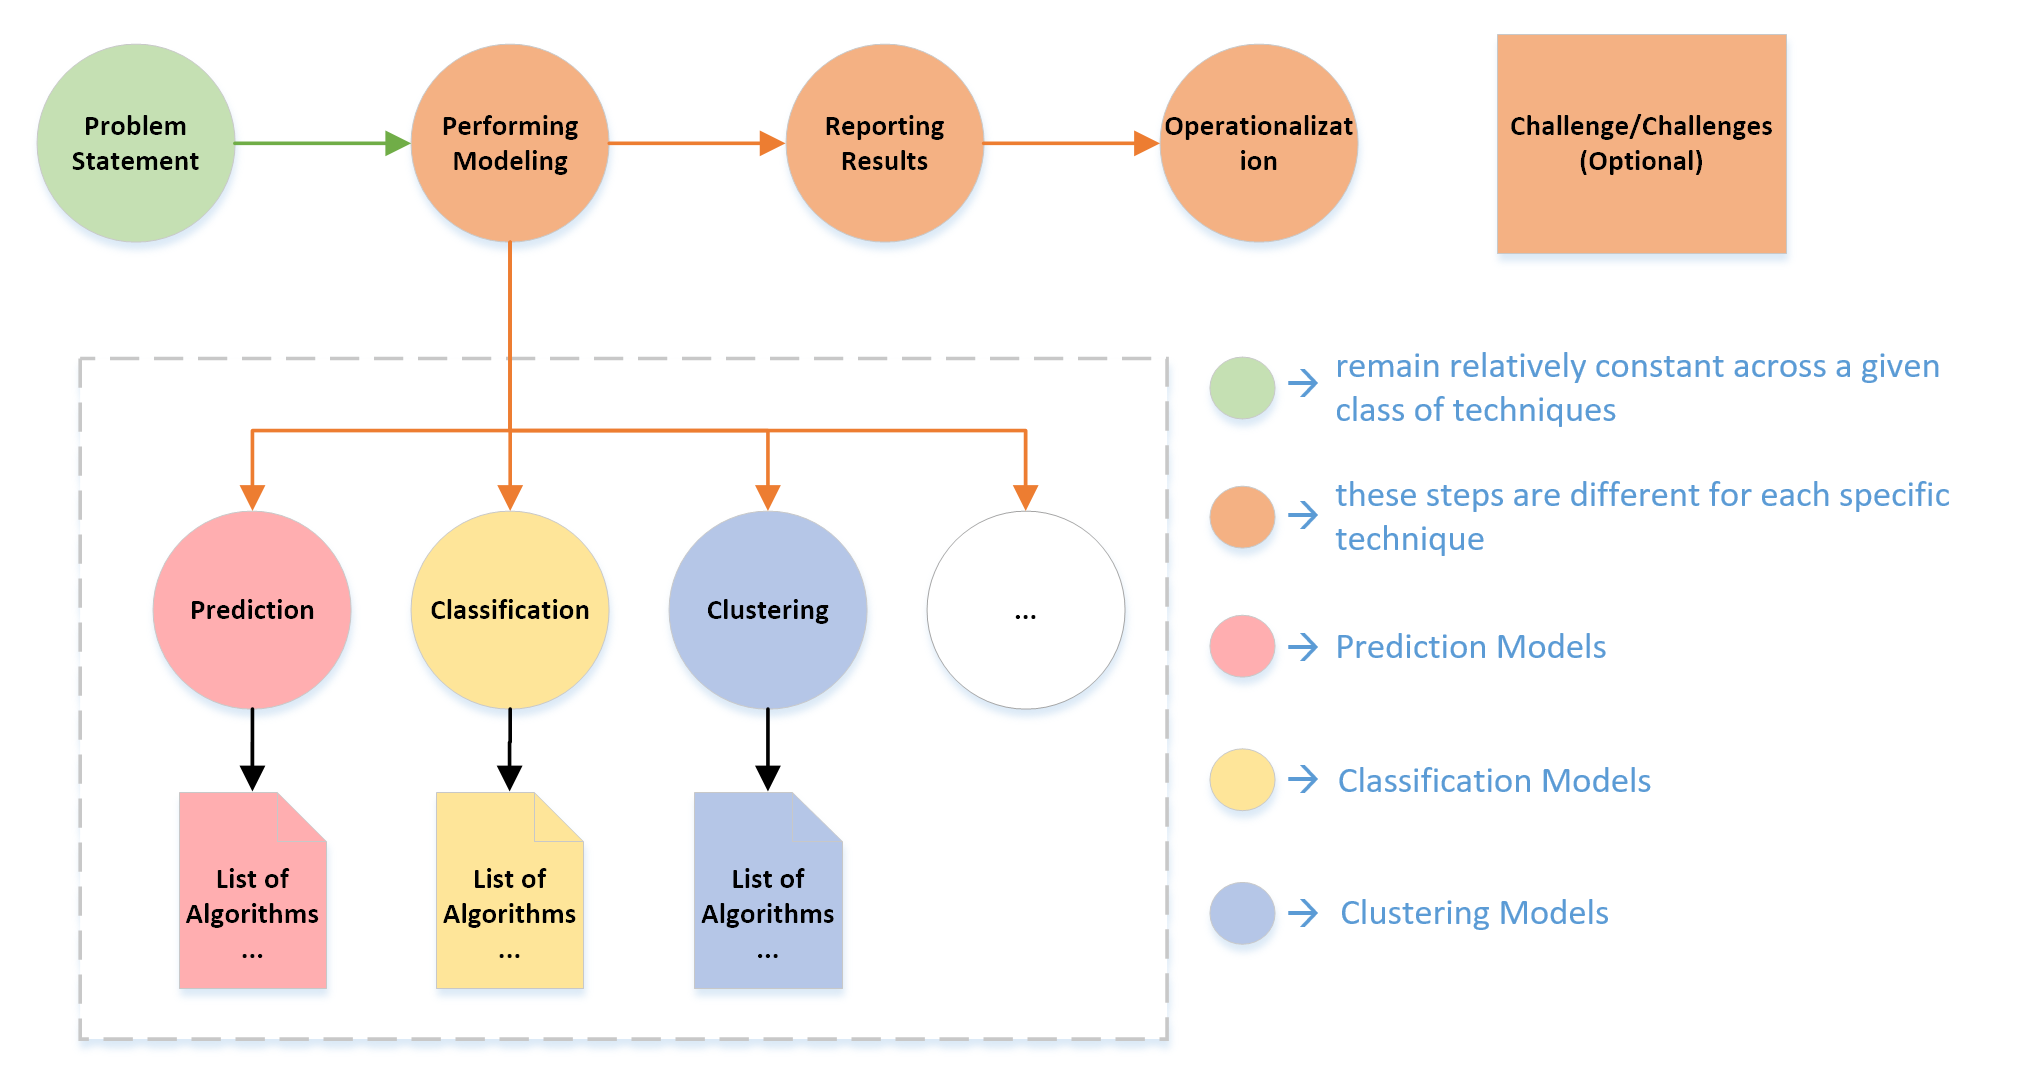 Problem
Statement
Performing
Modeling
Reporting
Results
Operationalizat
ion
Challenge/Challenges
(Optional)
remain relatively constant across a given
class of techniques
these steps are different for each specific
technique
Prediction
Classification
Clustering
...
Prediction Models
Classification Models
List of
Algorithms
...
List of
Algorithms
...
List of
Algorithms
...
Clustering Models